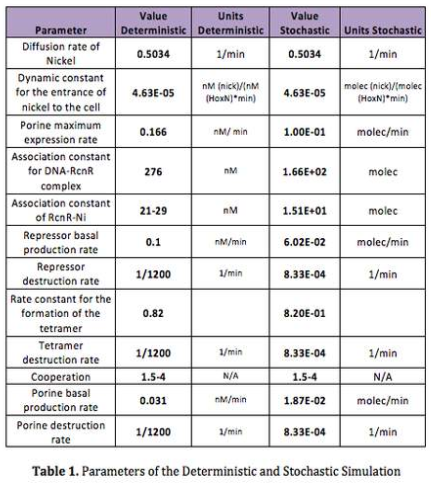 Parameter Value Deterministic Units Deterministic Value Stochastic Units Stochastic
Diffusion rate of Nickel 0.5034 1/min 0.5034 1/min
Dynamic constant for the entrance of nickel to the cell 4.63E-05 nM (nick)/(nM (HoxN)*min) 4.63E-05 molec (nick)/(molec (HoxN)*min)
Porine maximum expression rate 0.166 nM/ min 1.00E-01 molec/min
Association constant for DNA-RcnR complex 276 nM 1.66E+02 molec
Association constant of RcnR-Ni 21-29 nM 1.51E+01 molec
Repressor basal production rate 0.1 nM/min 6.02E-02 molec/min
Repressor destruction rate 1/1200 1/min 8.33E-04 1/min
Rate constant for the formation of the tetramer 0.82 8.20E-01
Tetramer destruction rate 1/1200 1/min 8.33E-04 1/min
Cooperation 1.5-4 N/A 1.5-4 N/A
Porine basal production rate 0.031 nM/min 1.87E-02 molec/min
Porine destruction rate 1/1200 1/min 8.33E-04 1/min
Table 1. Parameters of the Deterministic and Stochastic Simulation